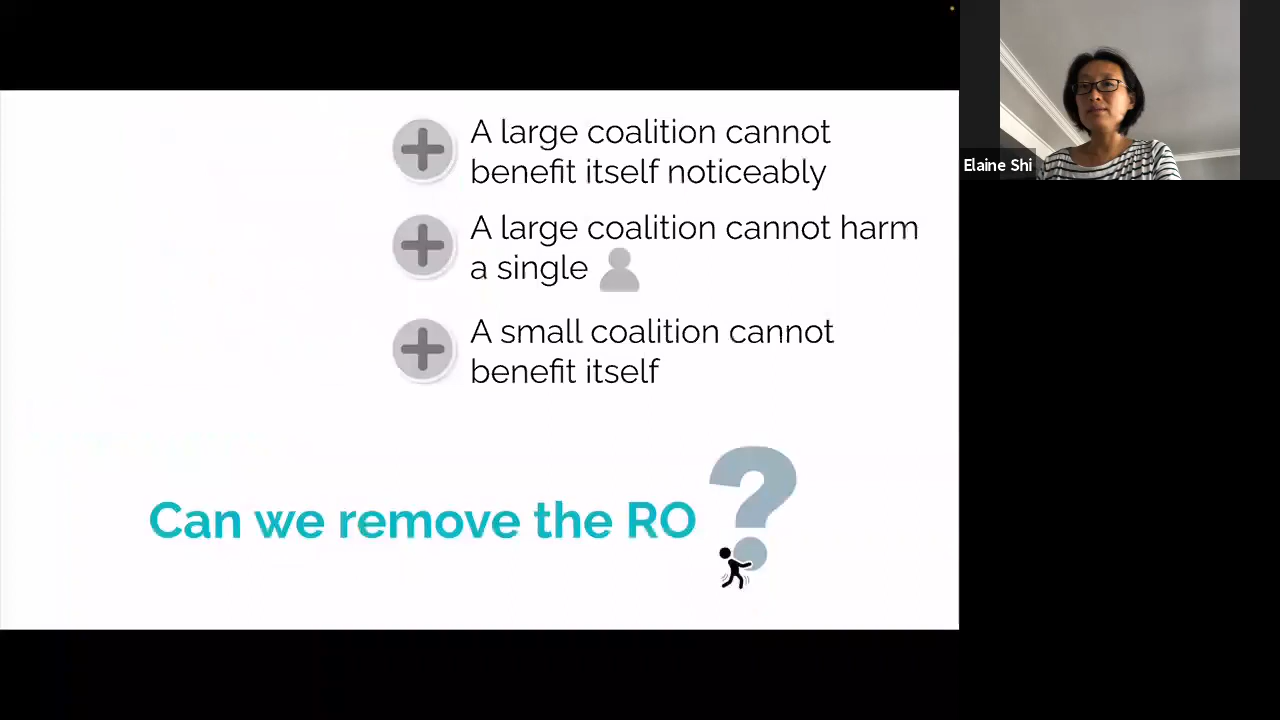 A large coalition cannot
benefit itself noticeably
A large coalition cannot harm
a single
A small coalition cannot
benefit itself
Can we remove the RO
?
Elaine Shi